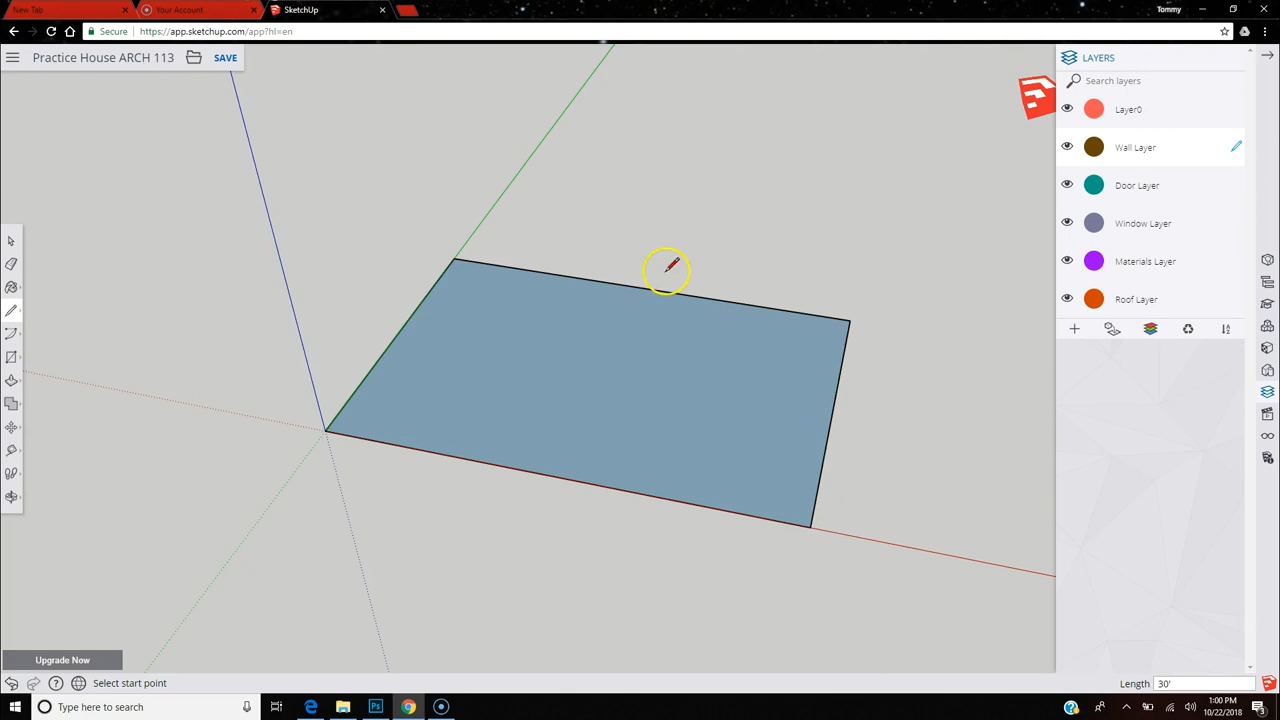 New Tab
Your Account
SketchUp
Tommy
Secure
https://app.sketchup.com/app?hl=en
Practice House ARCH 113
SAVE
LAYERS
Search layers
Layer0
Wall Layer
Door Layer
Window Layer
Materials Layer
Roof Layer
Upgrade Now
Select start point
Length
30'
Type here to search
1:00 PM
10/22/2018